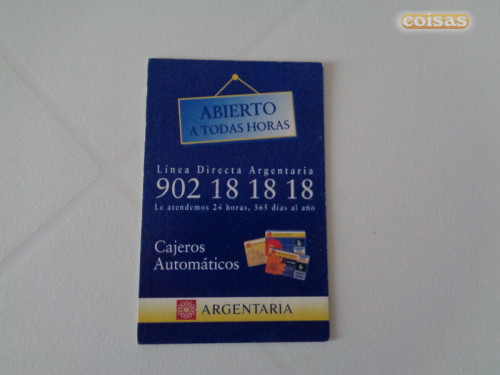 coisas
ABIERTO
A TODAS HORAS
Línea Directa Argentaria
902 18 18 18
Le atendemos 24 horas, 365 días al año
Cajeros
Automáticos
ARGENTARIA